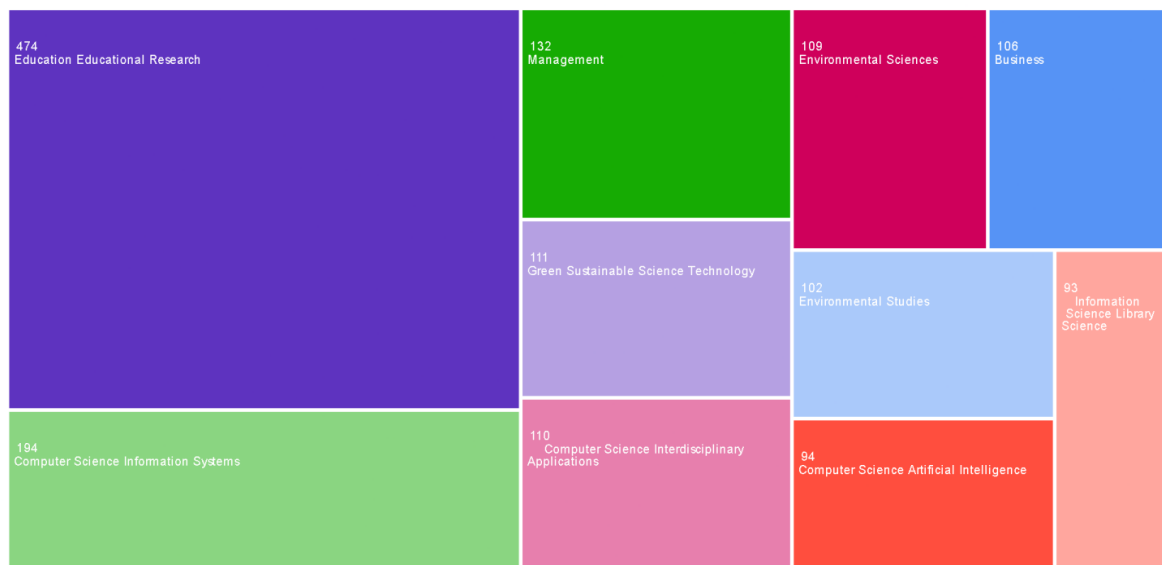 474
Education Educational Research
132
Management
109
Environmental Sciences
106
Business
111
Green Sustainable Science Technology
102
Environmental Studies
93
Information
Science Library
Science
194
Computer Science Information Systems
110
Computer Science Interdisciplinary
Applications
94
Computer Science Artificial Intelligence